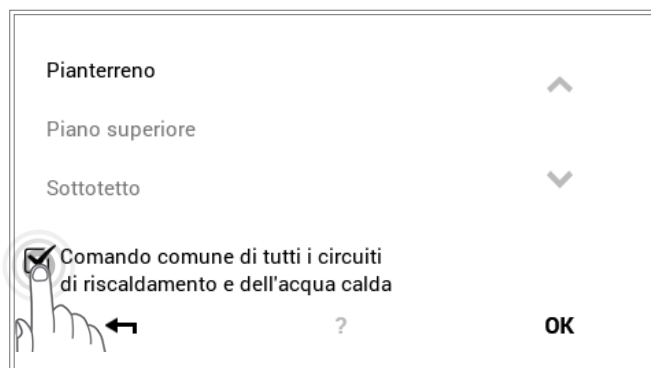 Pianterreno
Piano superiore
Sottotetto
Comando comune di tutti i circuiti
di riscaldamento e dell'acqua calda
? OK